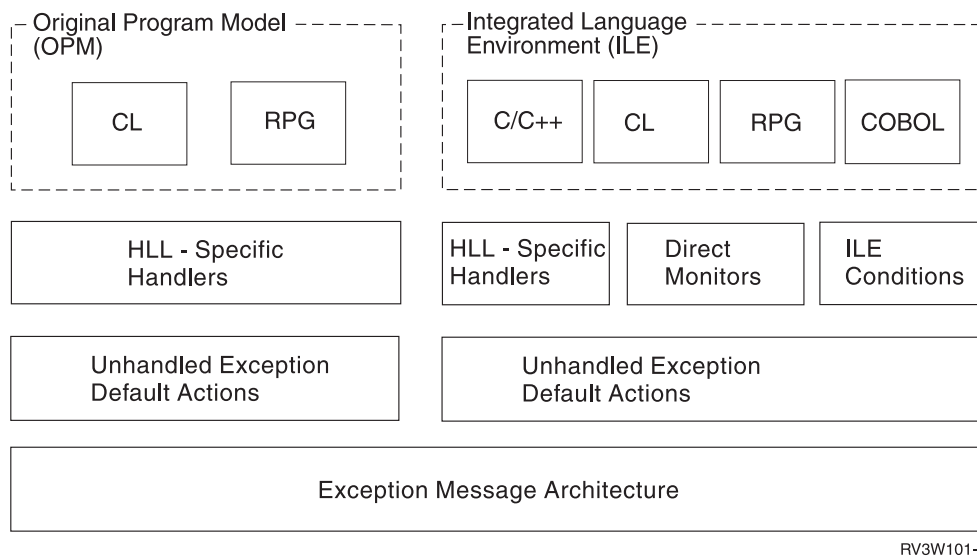 Original Program Model
(OPM)
CL
RPG
Integrated Language
Environment (ILE)
C/C++
CL
RPG
COBOL
HLL - Specific
Handlers
HLL - Specific
Handlers
Direct
Monitors
ILE
Conditions
Unhandled Exception
Default Actions
Unhandled Exception
Default Actions
Exception Message Architecture
RV3W101-